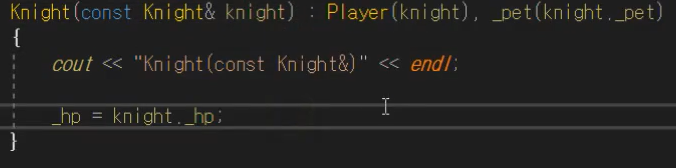 Knight(const Knight& knight) : Player(knight), _pet(knight._pet)
{
cout << "Knight(const Knight&)" << endl;
_hp = knight._hp;
}